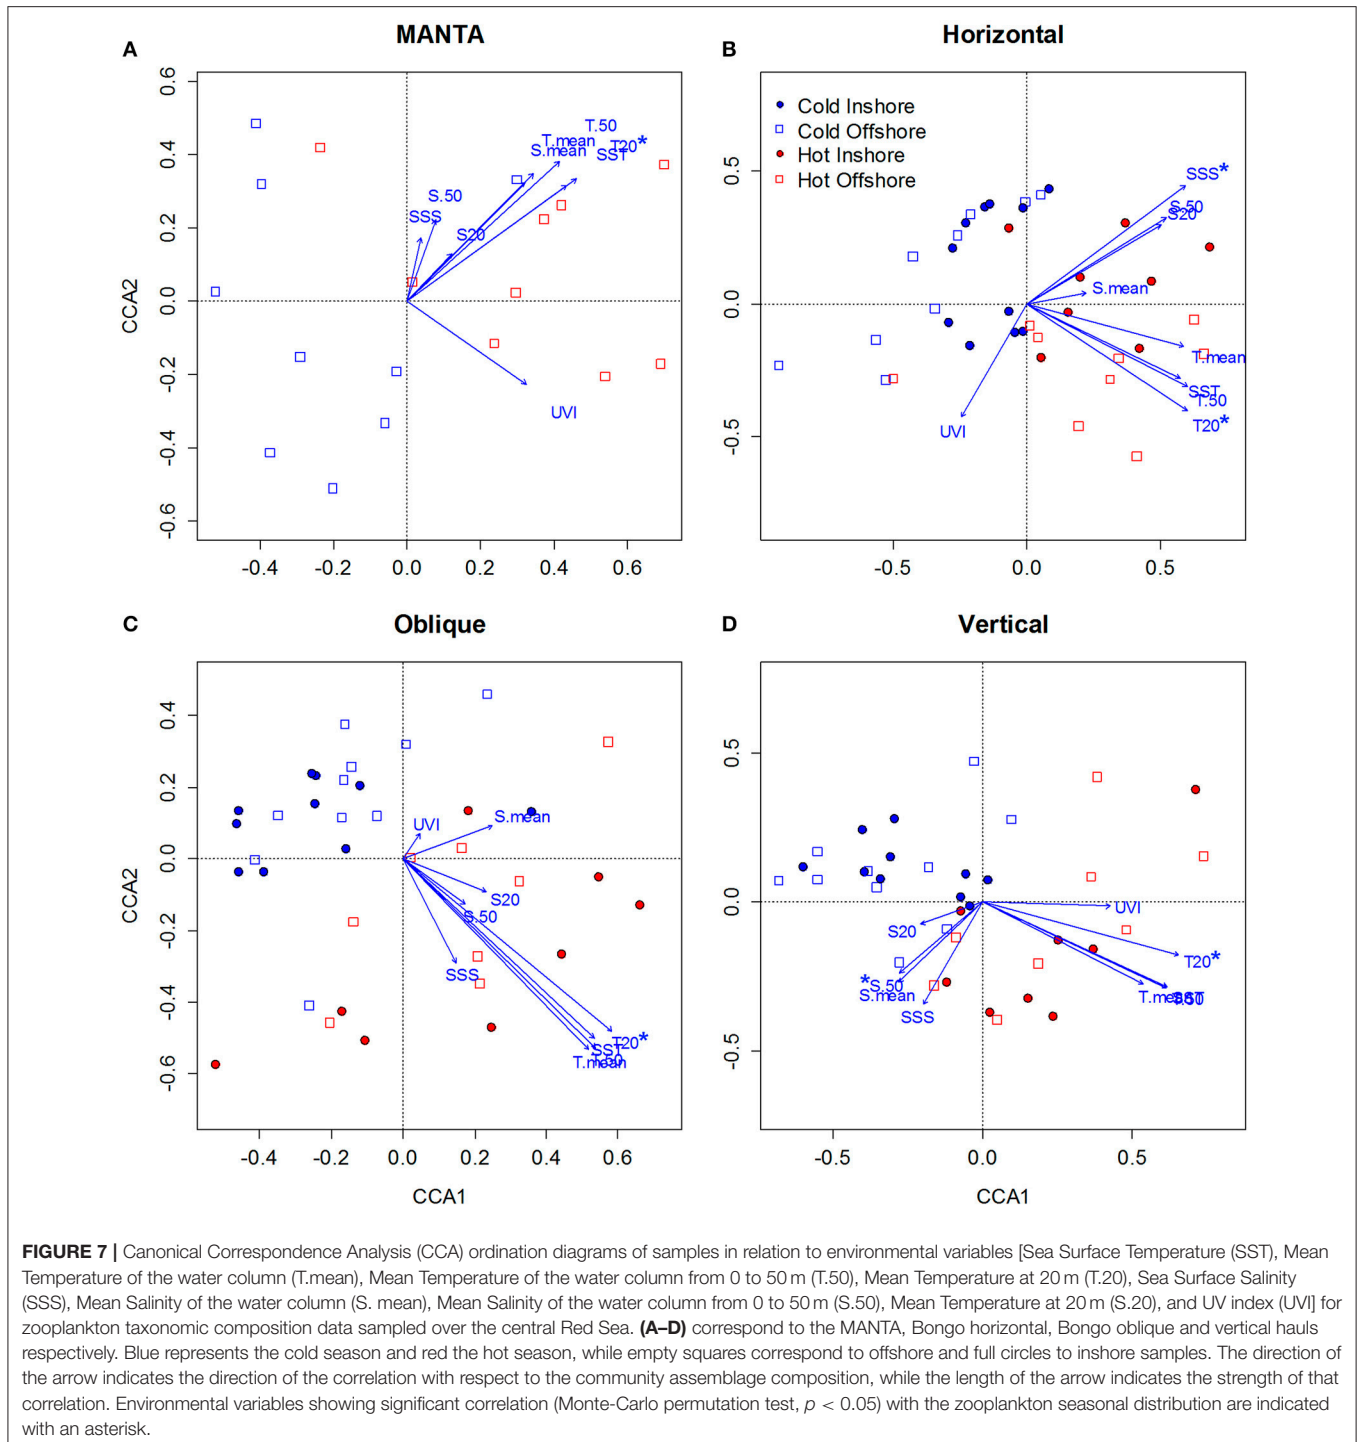 A
MANTA
0.6
0.4
0.2
0.0
-0.2
-0.4
-0.6
CCA2
-0.4
-0.2
0.0
0.2
0.4
0.6
T.50
T.mean
T20*
S.mean
SST
S.50
SSS
S20
UVI
B
Horizontal
Cold Inshore
Cold Offshore
Hot Inshore
Hot Offshore
0.5
0.0
-0.5
-0.5
0.0
0.5
SSS*
S.50
S20
S.mean
T.mean
SST
T.50
T20*
UVI
C
Oblique
0.4
0.2
0.0
-0.2
-0.4
-0.6
CCA2
-0.4
-0.2
0.0
0.2
0.4
0.6
CCA1
UVI
S.mean
S20
S.50
SSS
T20*
SST
T.50
T.mean
D
Vertical
0.5
0.0
-0.5
-0.5
0.0
0.5
CCA1
UVI
S20
T20*
*S.50
S.mean
T.mean
SST
T.50
SSS
FIGURE 7 | Canonical Correspondence Analysis (CCA) ordination diagrams of samples in relation to environmental variables [Sea Surface Temperature (SST), Mean
Temperature of the water column (T.mean), Mean Temperature of the water column from 0 to 50 m (T.50), Mean Temperature at 20 m (T.20), Sea Surface Salinity
(SSS), Mean Salinity of the water column (S. mean), Mean Salinity of the water column from 0 to 50 m (S.50), Mean Temperature at 20 m (S.20), and UV index (UVI] for
zooplankton taxonomic composition data sampled over the central Red Sea. (A–D) correspond to the MANTA, Bongo horizontal, Bongo oblique and vertical hauls
respectively. Blue represents the cold season and red the hot season, while empty squares correspond to offshore and full circles to inshore samples. The direction of
the arrow indicates the direction of the correlation with respect to the community assemblage composition, while the length of the arrow indicates the strength of that
correlation. Environmental variables showing significant correlation (Monte-Carlo permutation test, p < 0.05) with the zooplankton seasonal distribution are indicated
with an asterisk.